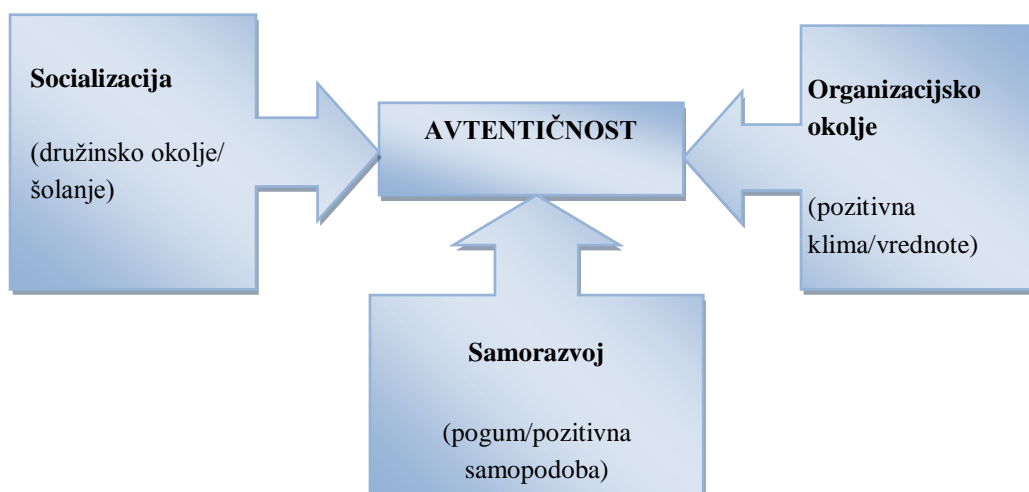 Socializacija
(družinsko okolje/
šolanje)
AVTENTIČNOST
Organizacijsko
okolje
(pozitivna
klima/vrednote)
Samorazvoj
(pogum/pozitivna
samopodoba)